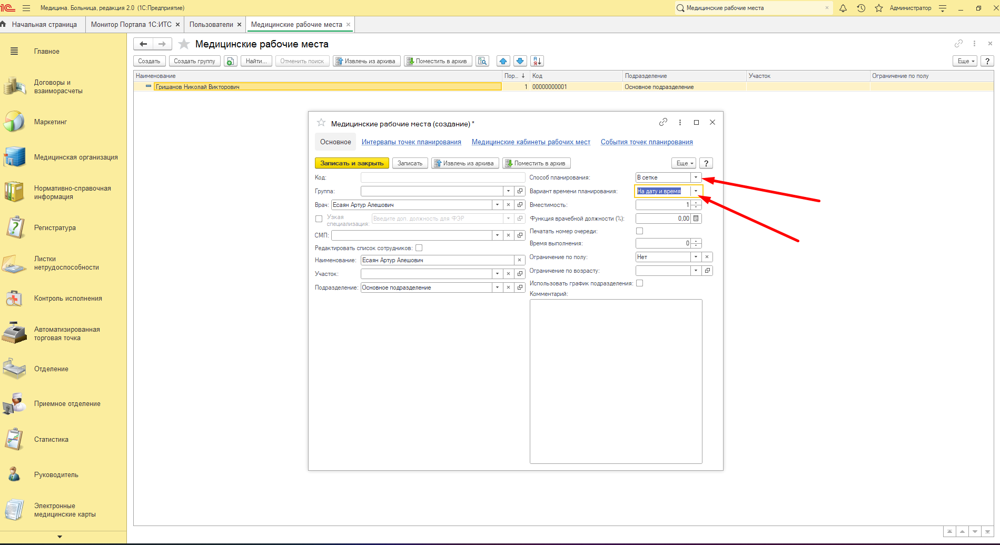 1С Медицина. Больница, редакция 2.0 (1С:Предприятие) Медицинские рабочие места × Администратор
Начальная страница Монитор Портала 1С:ИТС × Пользователи × Медицинские рабочие места ×
Главное
Договоры и
взаиморасчеты
Маркетинг
Медицинская организация
Нормативно-справочная
информация
Регистратура
Листки
нетрудоспособности
Контроль исполнения
Автоматизированная
торговая точка
Отделение
Приемное отделение
Статистика
Руководитель
Электронные
медицинские карты
Медицинские рабочие места
Создать Создать группу Найти... Отменить поиск Извлечь из архива Поместить в архив Еще ?
Наименование Пор... ↓ Код Подразделение Участок Ограничение по полу
Гришанов Николай Викторович 1 00000000001 Основное подразделение
Медицинские рабочие места (создание) *
Основное Интервалы точек планирования Медицинские кабинеты рабочих мест События точек планирования
Записать и закрыть Записать Извлечь из архива Поместить в архив Еще ?
Код:
Группа:
Врач: Есаян Артур Алешович
Узкая
специализация: Введите доп. должность для ФЭР
СМП:
Редактировать список сотрудников:
Наименование: Есаян Артур Алешович
Участок:
Подразделение: Основное подразделение
Способ планирования: В сетке
Вариант времени планирования: На дату и время
Вместимость: 1
Функция врачебной должности (%): 0,00
Печатать номер очереди:
Время выполнения: 0
Ограничение по полу: Нет
Ограничение по возрасту:
Использовать график подразделения:
Комментарий: